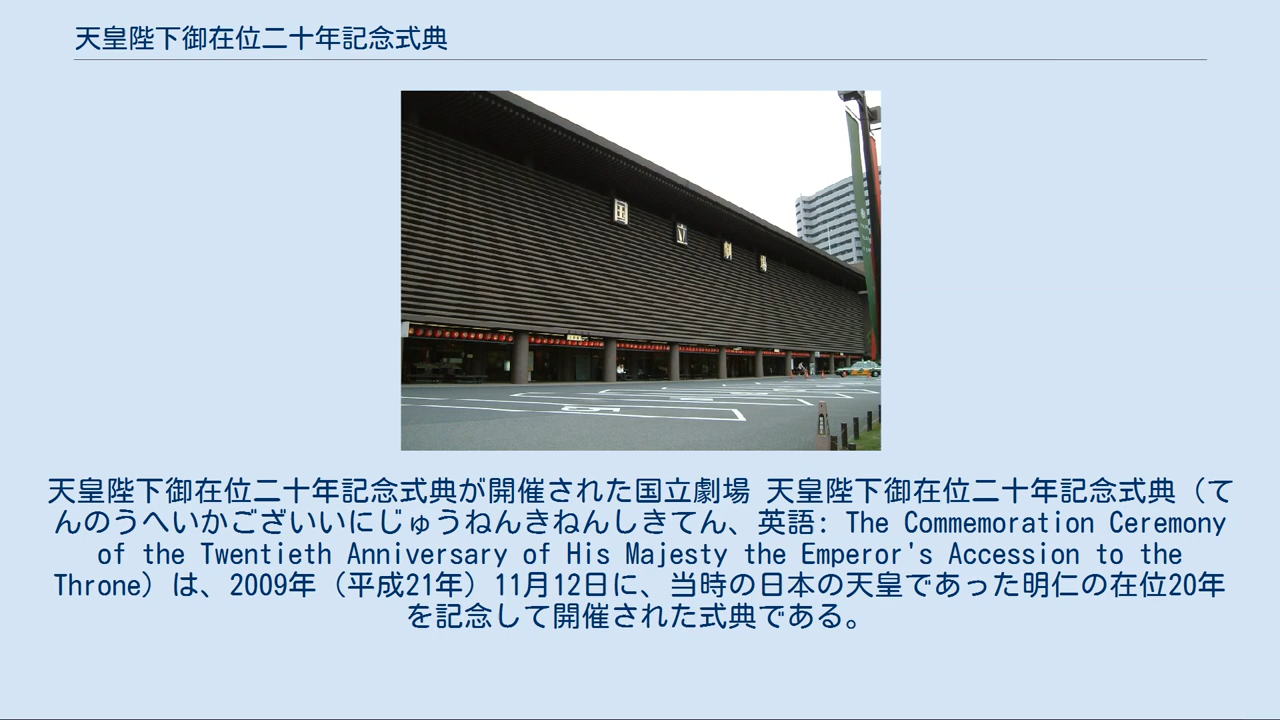 天皇陛下御在位二十年記念式典
国立劇場
天皇陛下御在位二十年記念式典が開催された国立劇場 天皇陛下御在位二十年記念式典（て
んのうへいかございいにじゅうねんきねんしきてん、英語: The Commemoration Ceremony
of the Twentieth Anniversary of His Majesty the Emperor's Accession to the
Throne）は、2009年（平成21年）11月12日に、当時の日本の天皇であった明仁の在位20年
を記念して開催された式典である。